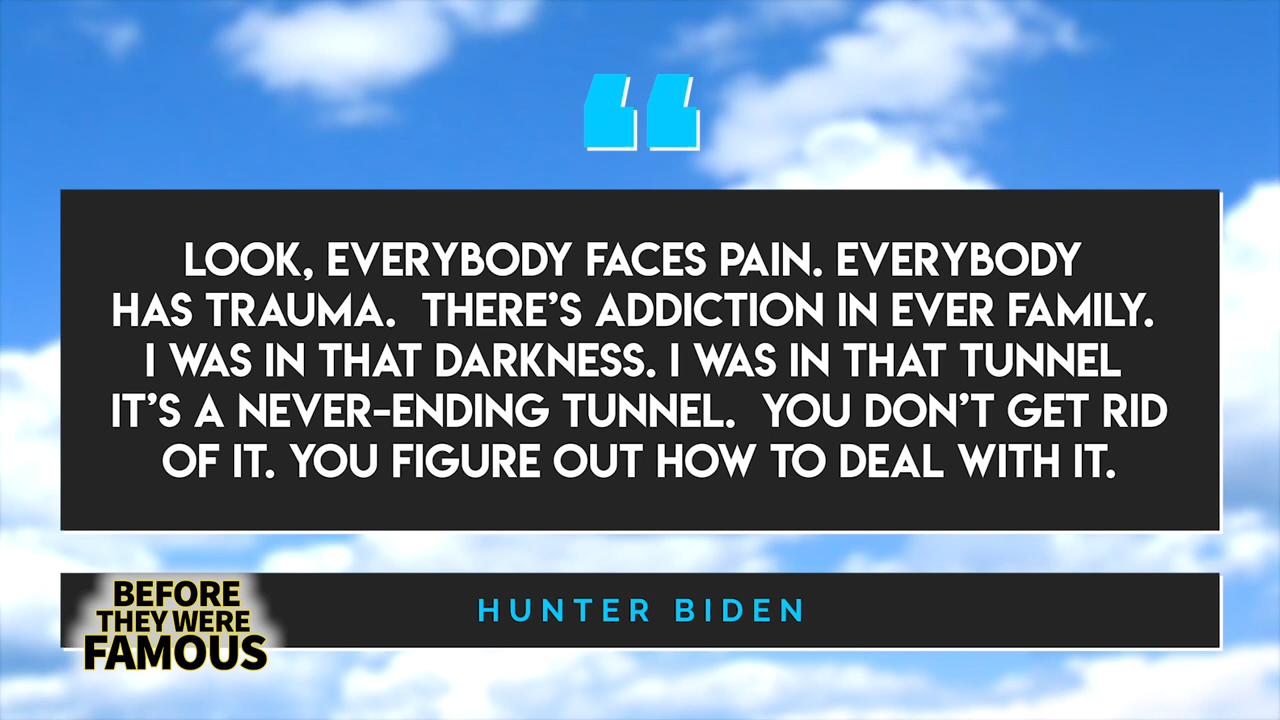 LOOK, EVERYBODY FACES PAIN. EVERYBODY
HAS TRAUMA.  THERE'S ADDICTION IN EVER FAMILY.
I WAS IN THAT DARKNESS. I WAS IN THAT TUNNEL
IT'S A NEVER-ENDING TUNNEL.  YOU DON'T GET RID
OF IT. YOU FIGURE OUT HOW TO DEAL WITH IT.
HUNTER BIDEN
BEFORE
THEY WERE
FAMOUS